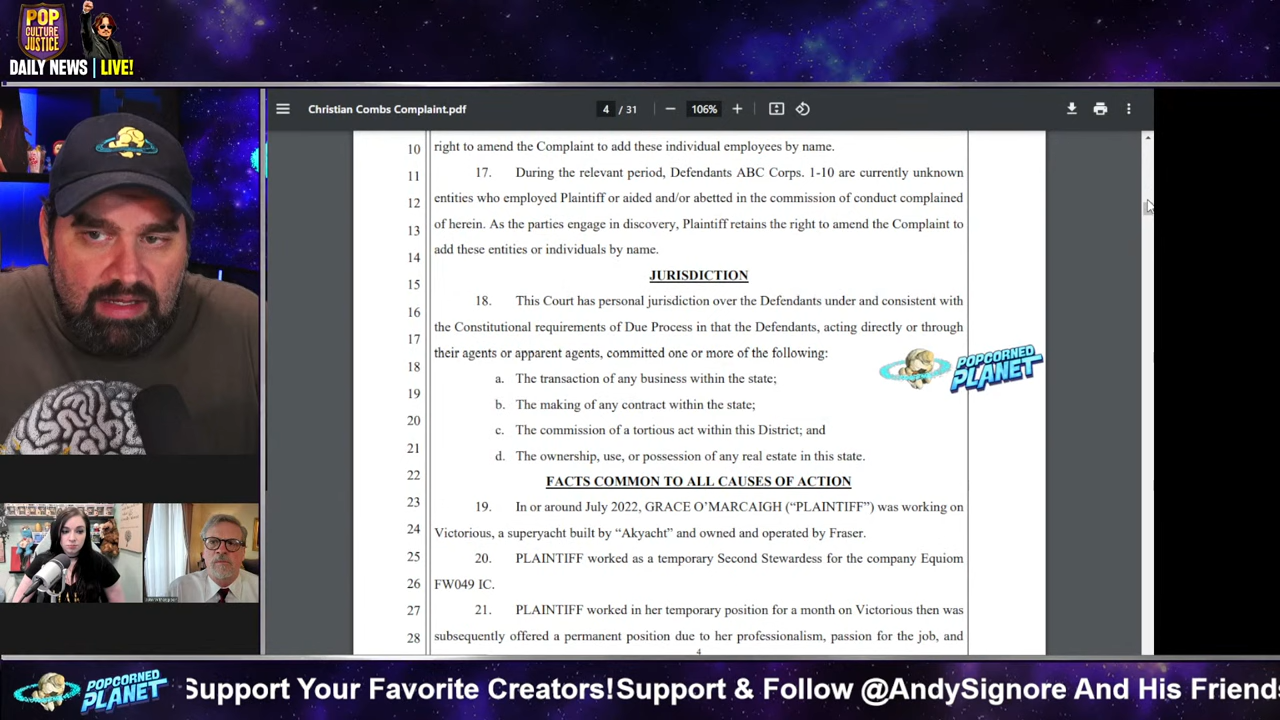 POP
CULTURE
JUSTICE
DAILY NEWS | LIVE!
Christian Combs Complaint.pdf
4 / 31
106%
10 right to amend the Complaint to add these individual employees by name.
11 17. During the relevant period, Defendants ABC Corps. 1-10 are currently unknown
12 entities who employed Plaintiff or aided and/or abetted in the commission of conduct complained
13 of herein. As the parties engage in discovery, Plaintiff retains the right to amend the Complaint to
14 add these entities or individuals by name.
15 JURISDICTION
16 18. This Court has personal jurisdiction over the Defendants under and consistent with
17 the Constitutional requirements of Due Process in that the Defendants, acting directly or through
18 their agents or apparent agents, committed one or more of the following:
19 a. The transaction of any business within the state;
20 b. The making of any contract within the state;
21 c. The commission of a tortious act within this District; and
22 d. The ownership, use, or possession of any real estate in this state.
FACTS COMMON TO ALL CAUSES OF ACTION
23 19. In or around July 2022, GRACE O'MARCAIGH ("PLAINTIFF") was working on
24 Victorious, a superyacht built by "Akyacht" and owned and operated by Fraser.
25 20. PLAINTIFF worked as a temporary Second Stewardess for the company Equiom
26 FW049 IC.
27 21. PLAINTIFF worked in her temporary position for a month on Victorious then was
28 subsequently offered a permanent position due to her professionalism, passion for the job, and
4
POPCORNED
PLANET
POPCORNED
PLANET
Support Your Favorite Creators!Support & Follow @AndySignore And His Friends